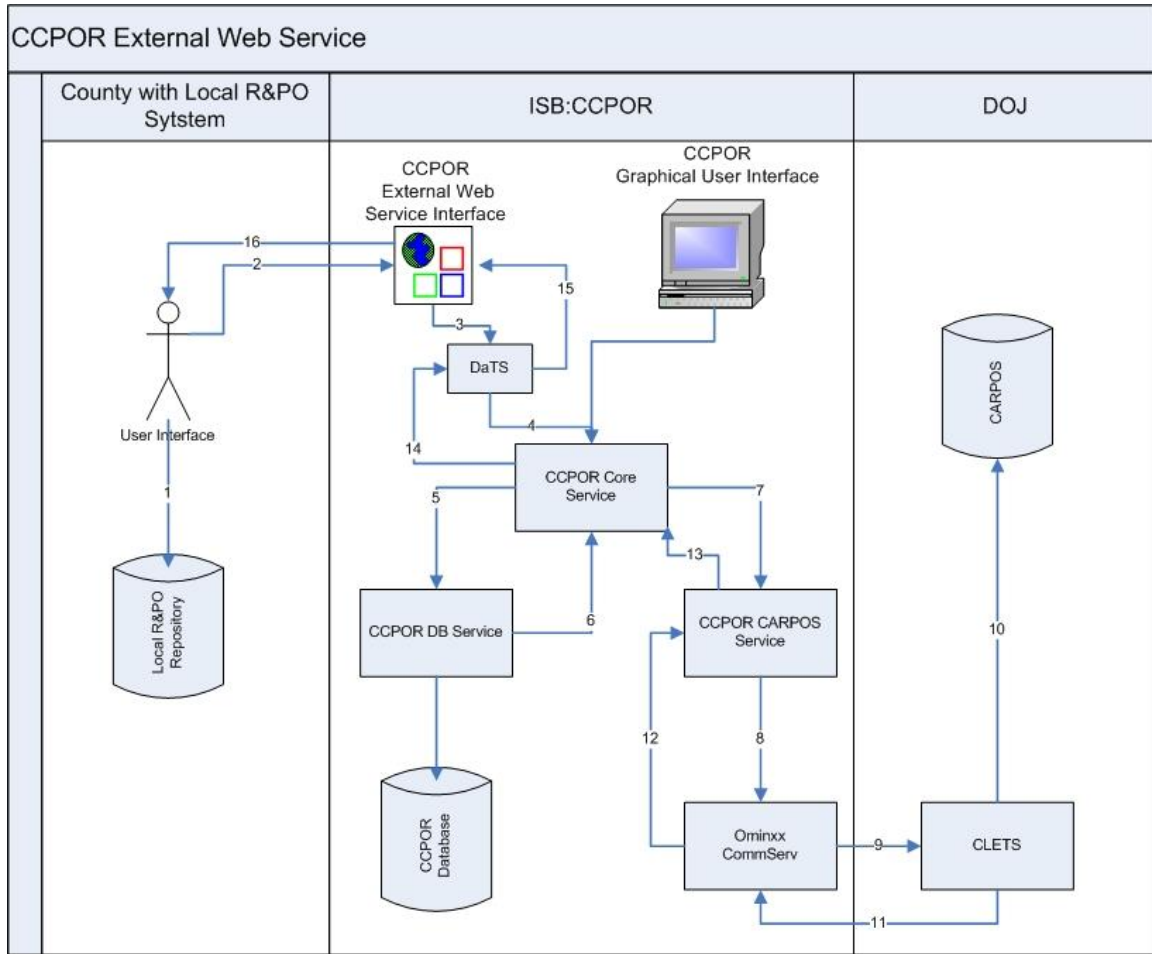 CCPOR External Web Service
County with Local R&PO
Sytstem
ISB:CCPOR
DOJ
CCPOR
External Web
Service Interface
CCPOR
Graphical User Interface
16
2
15
3
DaTS
CARPOS
4
User Interface
14
CCPOR Core
Service
1
5
7
13
Local R&PO
Repository
CCPOR DB Service
6
CCPOR CARPOS
Service
10
12
8
CCPOR
Database
Ominxx
CommServ
9
CLETS
11